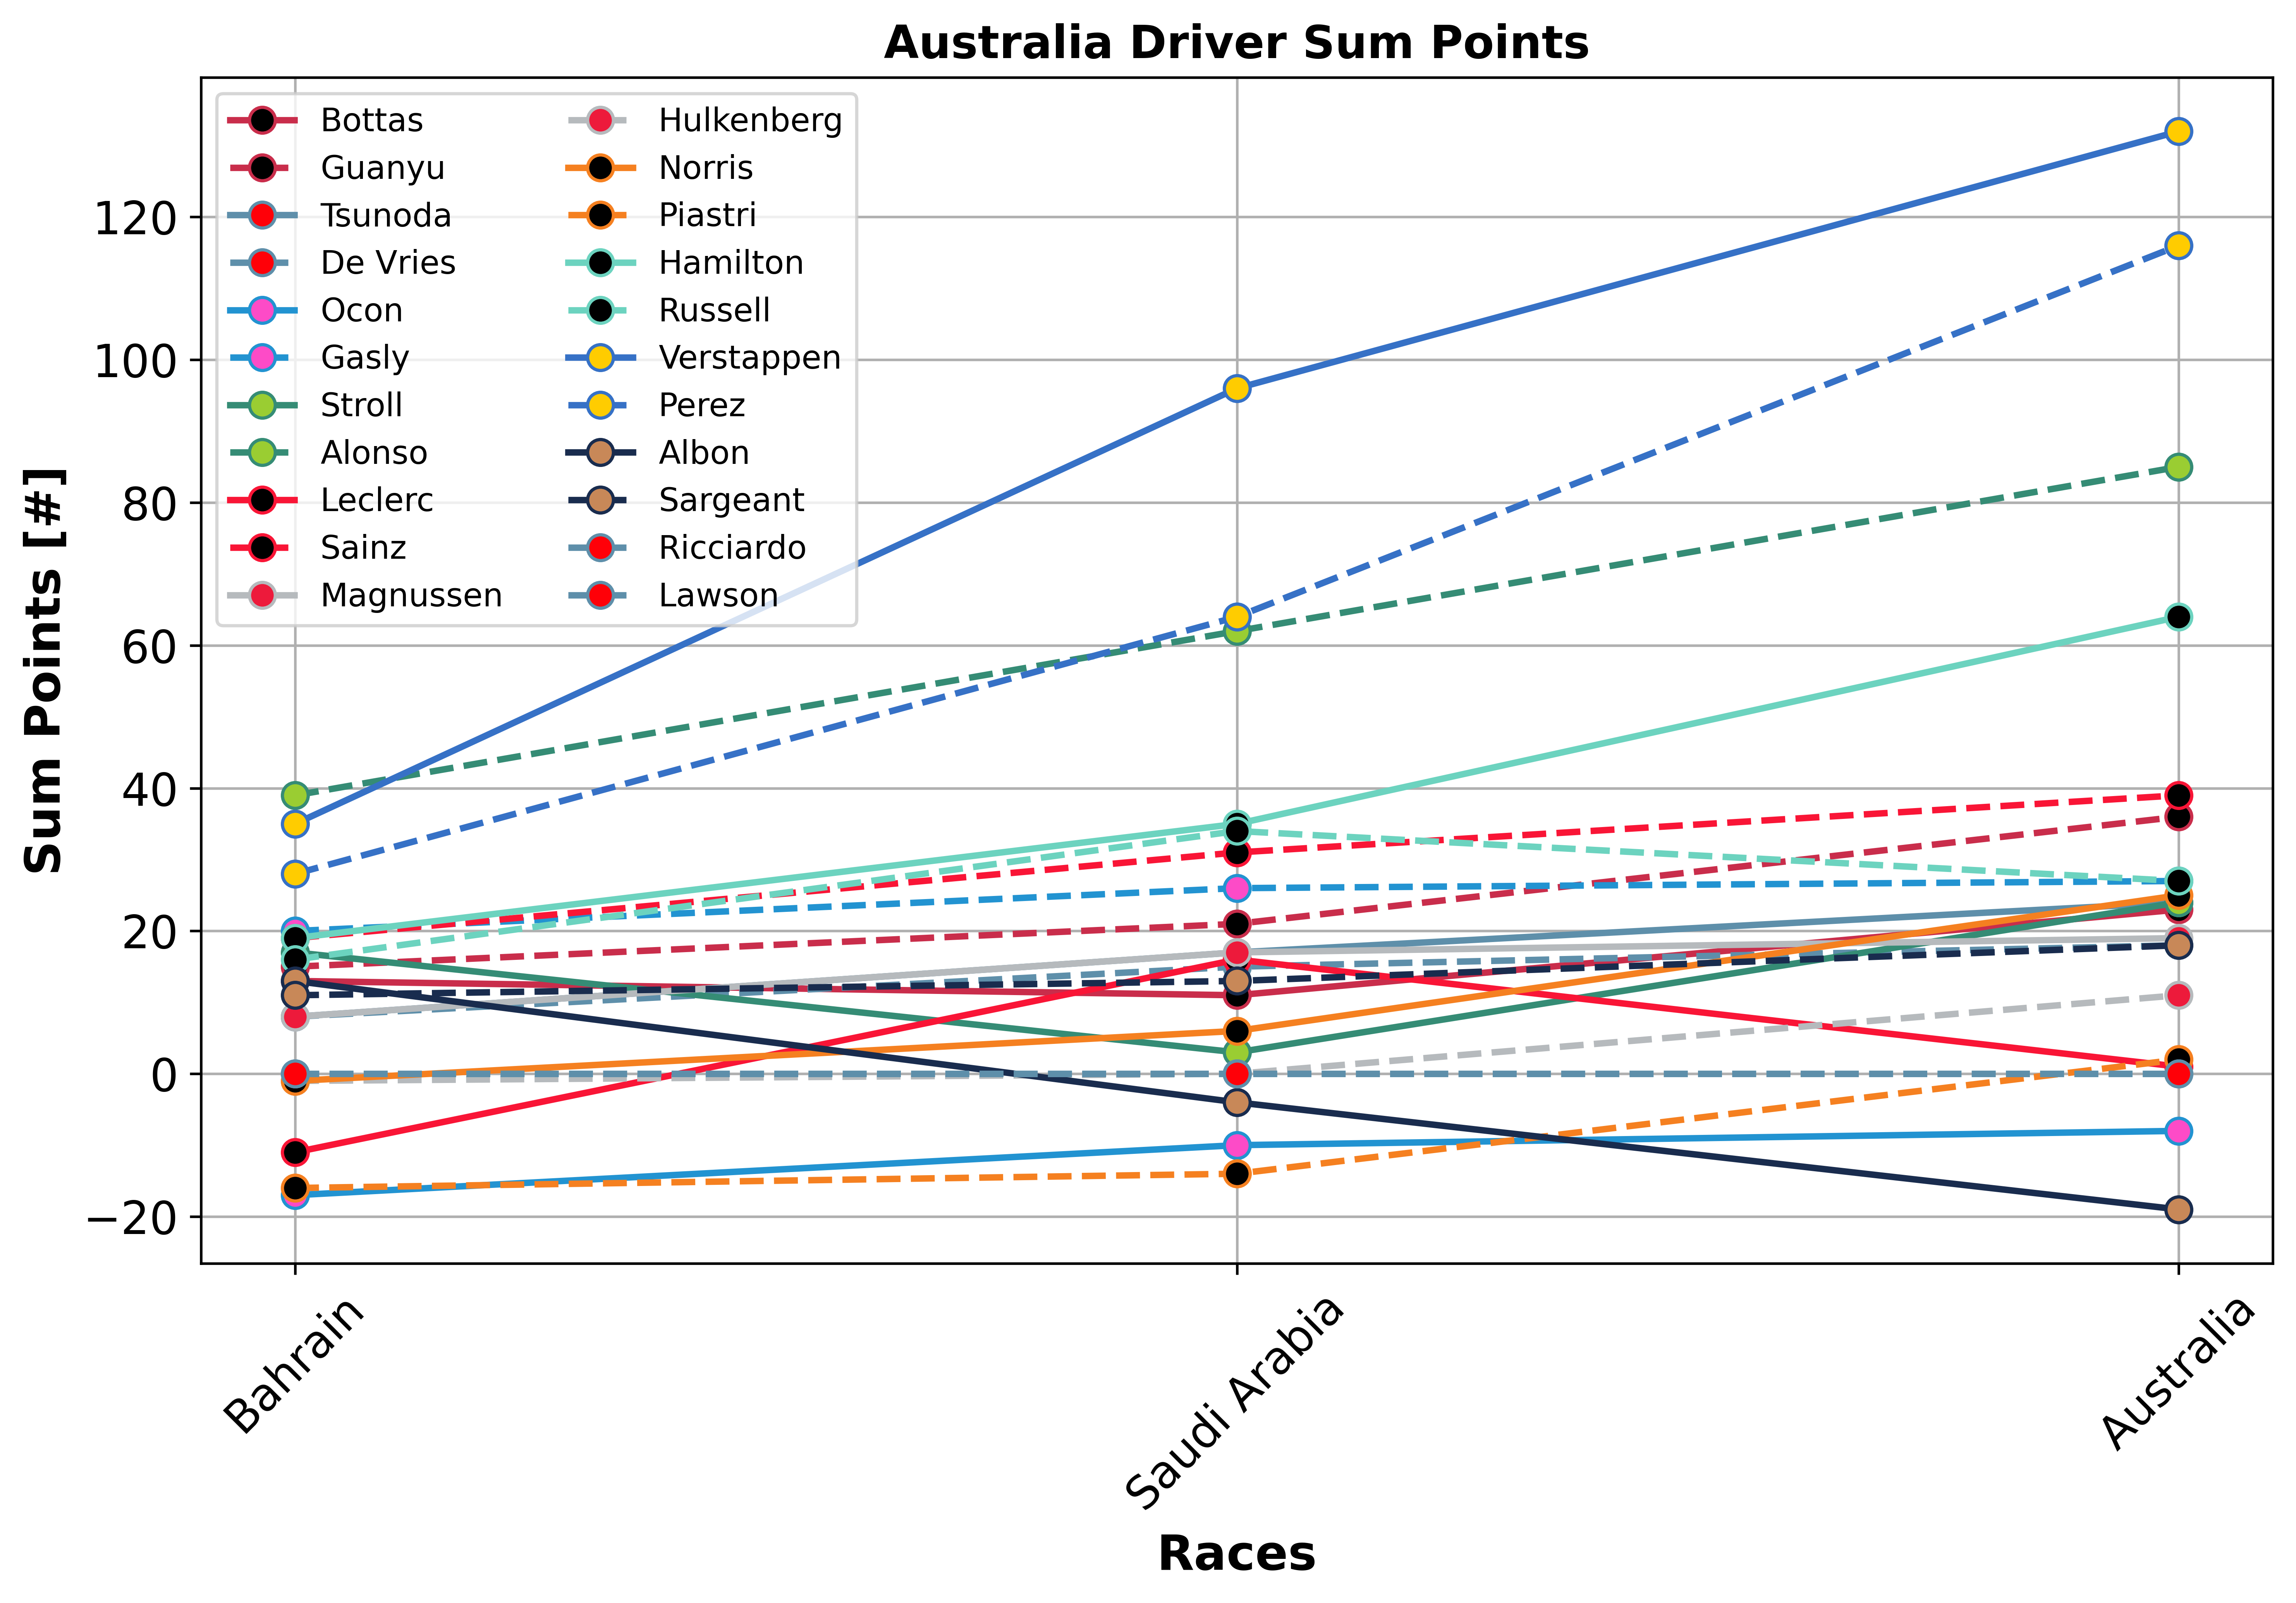 Australia Driver Sum Points
Bottas
Guanyu
Tsunoda
De Vries
Ocon
Gasly
Stroll
Alonso
Leclerc
Sainz
Magnussen
Hulkenberg
Norris
Piastri
Hamilton
Russell
Verstappen
Perez
Albon
Sargeant
Ricciardo
Lawson
Sum Points [#]
120
100
80
60
40
20
0
−20
Bahrain
Saudi Arabia
Australia
Races